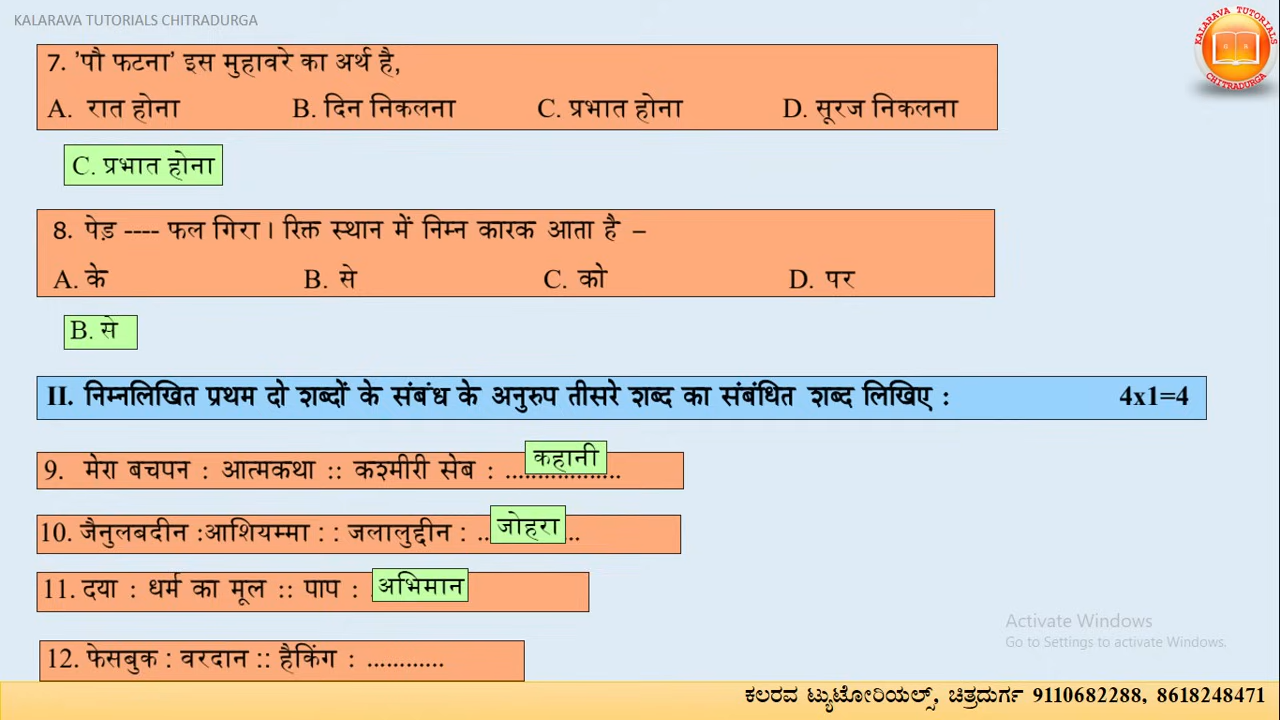 KALARAVA TUTORIALS CHITRADURGA
KALARAVA TUTORIALS
CHITRADURGA
7. 'पौ फटना' इस मुहावरे का अर्थ है,
A. रात होना B. दिन निकलना C. प्रभात होना D. सूरज निकलना
C. प्रभात होना
8. पेड़ ---- फल गिरा। रिक्त स्थान में निम्न कारक आता है –
A. के B. से C. को D. पर
B. से
II. निम्नलिखित प्रथम दो शब्दों के संबंध के अनुरुप तीसरे शब्द का संबंधित शब्द लिखिए : 4x1=4
9. मेरा बचपन : आत्मकथा :: कश्मीरी सेब : .................. कहानी
10. जैनुलबदीन :आशियम्मा : : जलालुद्दीन : .. जोहरा ..
11. दया : धर्म का मूल :: पाप : अभिमान
12. फेसबुक : वरदान :: हैकिंग : ............
Activate Windows
Go to Settings to activate Windows.
ಕಲರವ ಟ್ಯುಟೋರಿಯಲ್ಸ್, ಚಿತ್ರದುರ್ಗ 9110682288, 8618248471